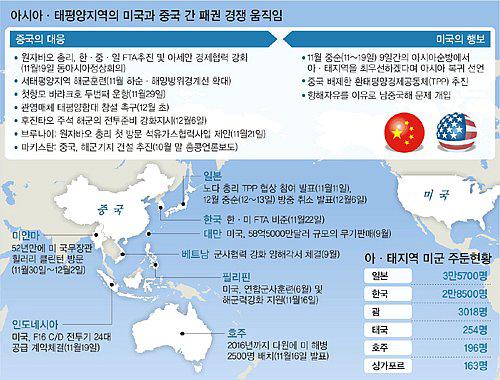 아시아 · 태평양지역의 미국과 중국 간 패권 경쟁 움직임
중국의 대응
• 원자바오 총리, 한 · 중 · 일 FTA추진 및 아세안 경제협력 강화
(11월19일 동아시아정상회의)
• 서태평양지역 해군훈련(11월 하순 · 해양빙위경계선 확대)
• 첫항모 바랴크호 두번째 운항(11월29일)
• 관영매체 태평양함대 창설 촉구(12월 초)
• 후진타오 주석 해군의 전투준비 강화지시(12월6일)
• 브루나이: 원자바오 총리 첫 방문 석유가스협력사업 제안(11월21일)
• 파키스탄: 중국, 해군기지 건설 추진(10월 말 홍콩언론보도)
미국의 행보
• 11월 중순(11~19일) 9일간의 아시아순방에서
아 · 태지역을 최우선하겠다며 아시아 복귀 선언
• 중국 배제한 환태평양경제공동체(TPP) 추진
• 항해자유를 이유로 남중국해 문제 개입
일본
노다 총리 TPP 협상 참여 발표(11월11일),
12월 중순(12~13일) 방중 취소 발표(12월6일)
중국
미국
한국 한 · 미 FTA 비준(11월22일)
대만 미국, 58억5000만달러 규모의 무기판매(9월)
미얀마
52년만에 미 국무장관
힐러리 클린턴 방문
(11월30일~12월2일)
베트남 군사협력 강화 양해각서 체결(9월)
필리핀
미국, 연합군사훈련(6월) 및
해군력강화 지원(11월16일)
인도네시아
미국, F16 C/D 전투기 24대
공급 계약체결(11월19일)
호주
2016년까지 다윈에 미 해병
2500명 배치(11월16일 발표)
아 · 태지역 미군 주둔현황
일본 3만5700명
한국 2만8500명
괌 3018명
태국 254명
호주 196명
싱가포르 163명